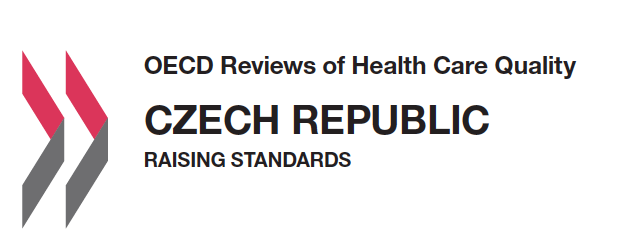 OECD Reviews of Health Care Quality
CZECH REPUBLIC
RAISING STANDARDS